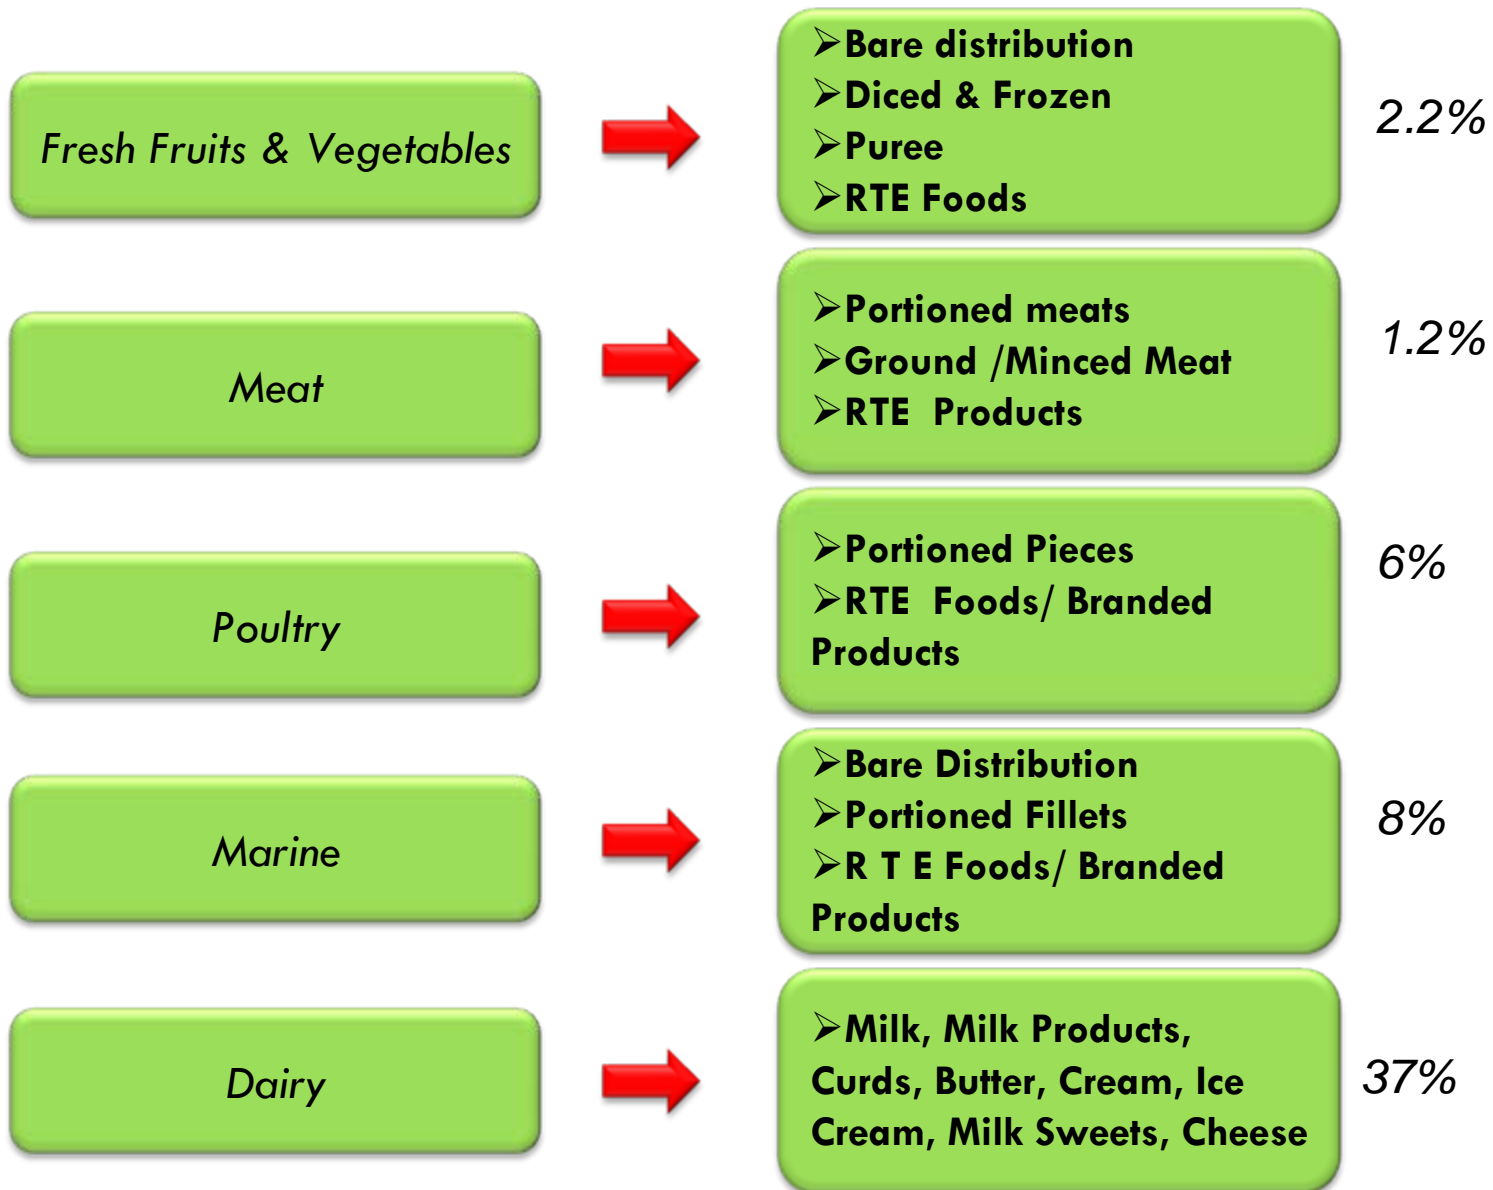 Fresh Fruits & Vegetables
➢Bare distribution
➢Diced & Frozen
➢Puree
➢RTE Foods
2.2%
Meat
➢Portioned meats
➢Ground /Minced Meat
➢RTE Products
1.2%
Poultry
➢Portioned Pieces
➢RTE Foods/ Branded
Products
6%
Marine
➢Bare Distribution
➢Portioned Fillets
➢R T E Foods/ Branded
Products
8%
Dairy
➢Milk, Milk Products,
Curds, Butter, Cream, Ice
Cream, Milk Sweets, Cheese
37%